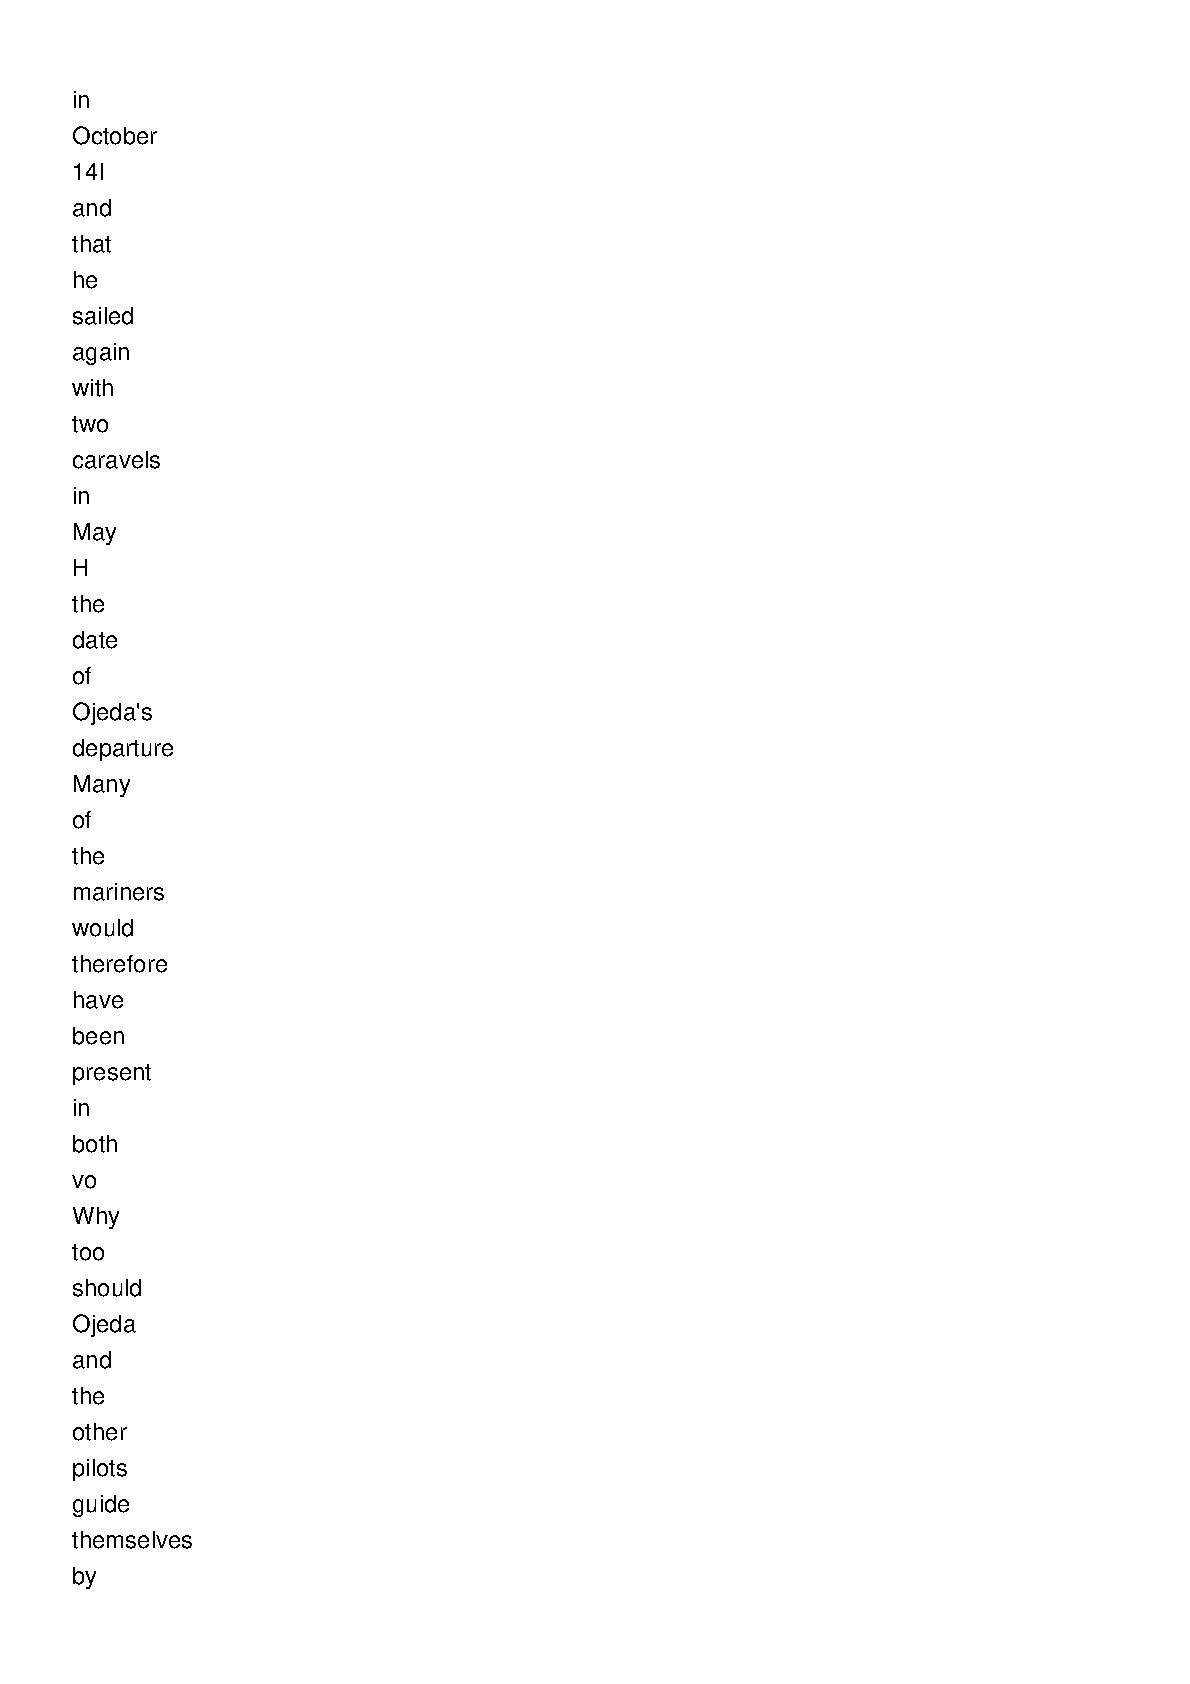 in
October
14l
and
that
he
sailed
again
with
two
caravels
in
May
H
the
date
of
Ojeda's
departure
Many
of
the
mariners
would
therefore
have
been
present
in
both
vo
Why
too
should
Ojeda
and
the
other
pilots
guide
themselves
by